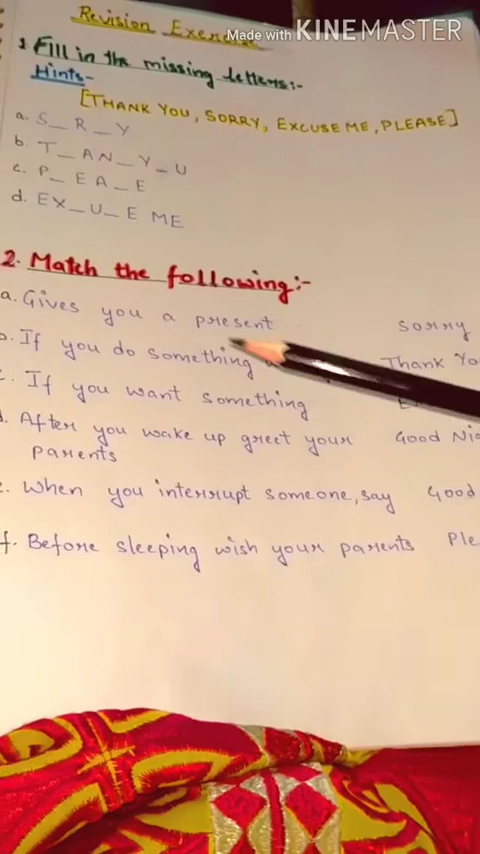 Revision Exercise
Made with KINEMASTER
1. Fill in the missing letters:-
Hints-
[THANK YOU, SORRY, EXCUSE ME, PLEASE]
a. S_R_Y
b. T_AN_Y_U
c. P_EA_E
d. EX_U_E ME
2. Match the following:-
a. Gives you a present Sorry
b. If you do something Thank Yo
c. If you want something
d. After you wake up greet your Good Nig
parents
e. When you interrupt someone, say Good
f. Before sleeping wish your parents Ple